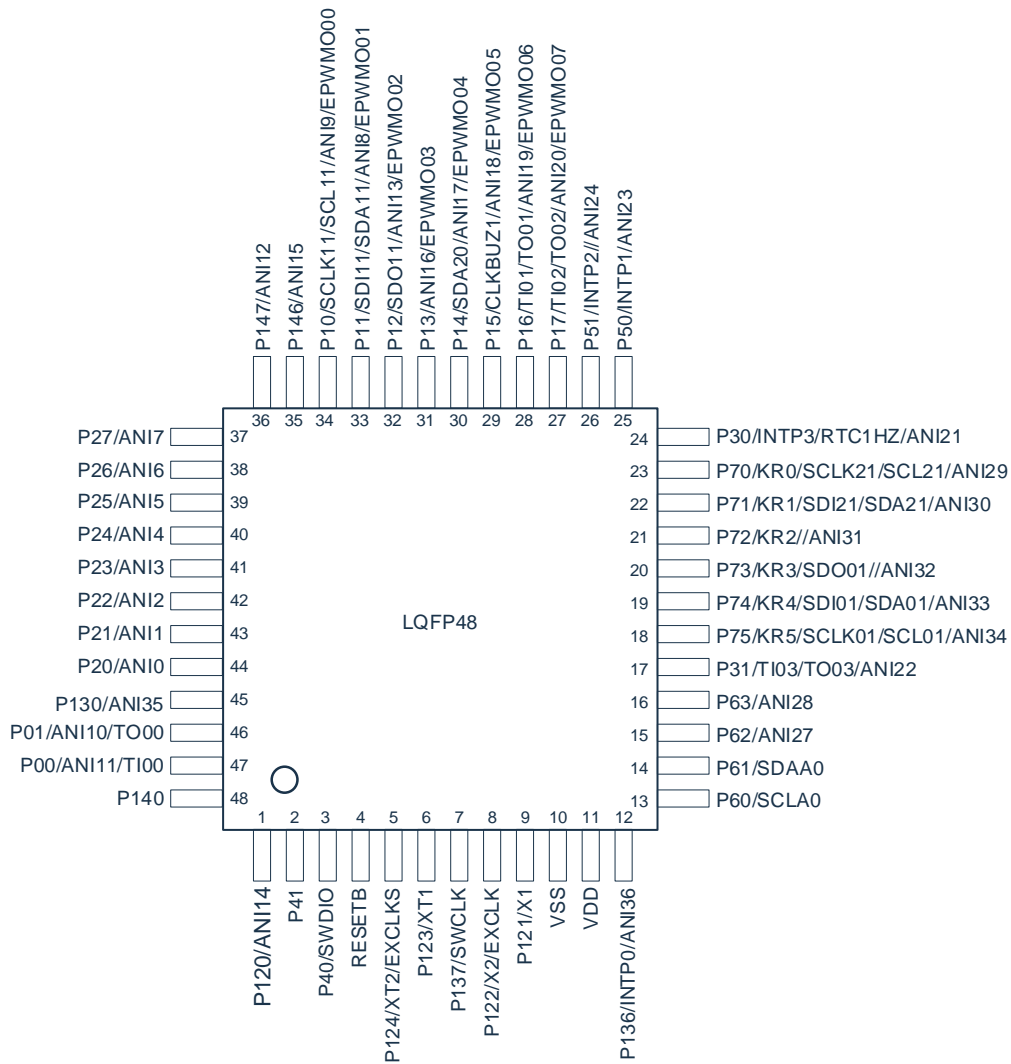 P147/ANI12
P146/ANI15
P10/SCLK11/SCL11/ANI9/EPWMO00
P11/SDI11/SDA11/ANI8/EPWMO01
P12/SDO11/ANI13/EPWMO02
P13/ANI16/EPWMO03
P14/SDA20/ANI17/EPWMO04
P15/CLKBUZ1/ANI18/EPWMO05
P16/TI01/TO01/ANI19/EPWMO06
P17/TI02/TO02/ANI20/EPWMO07
P51/INTP2//ANI24
P50/INTP1/ANI23
36 35 34 33 32 31 30 29 28 27 26 25
P27/ANI7 37
P26/ANI6 38
P25/ANI5 39
P24/ANI4 40
P23/ANI3 41
P22/ANI2 42
P21/ANI1 43
P20/ANI0 44
P130/ANI35 45
P01/ANI10/TO00 46
P00/ANI11/TI00 47
P140 48
LQFP48
24 P30/INTP3/RTC1HZ/ANI21
23 P70/KR0/SCLK21/SCL21/ANI29
22 P71/KR1/SDI21/SDA21/ANI30
21 P72/KR2//ANI31
20 P73/KR3/SDO01//ANI32
19 P74/KR4/SDI01/SDA01/ANI33
18 P75/KR5/SCLK01/SCL01/ANI34
17 P31/TI03/TO03/ANI22
16 P63/ANI28
15 P62/ANI27
14 P61/SDAA0
13 P60/SCLA0
1 2 3 4 5 6 7 8 9 10 11 12
P120/ANI14
P41
P40/SWDIO
RESETB
P124/XT2/EXCLKS
P123/XT1
P137/SWCLK
P122/X2/EXCLK
P121/X1
VSS
VDD
P136/INTP0/ANI36